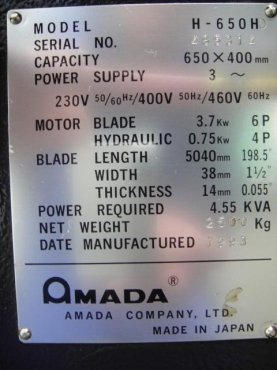 MODEL H-650HD
SERIAL NO.
CAPACITY 650×400mm
POWER SUPPLY 3 ~
230V 50/60Hz/400V 50Hz/460V 60Hz
MOTOR BLADE 3.7Kw 6P
HYDRAULIC 0.75Kw 4P
BLADE LENGTH 5040mm 198.5"
WIDTH 38mm 1½"
THICKNESS 14mm 0.055"
POWER REQUIRED 4.55 KVA
NET WEIGHT Kg
DATE MANUFACTURED
AMADA®
AMADA COMPANY, LTD.
MADE IN JAPAN